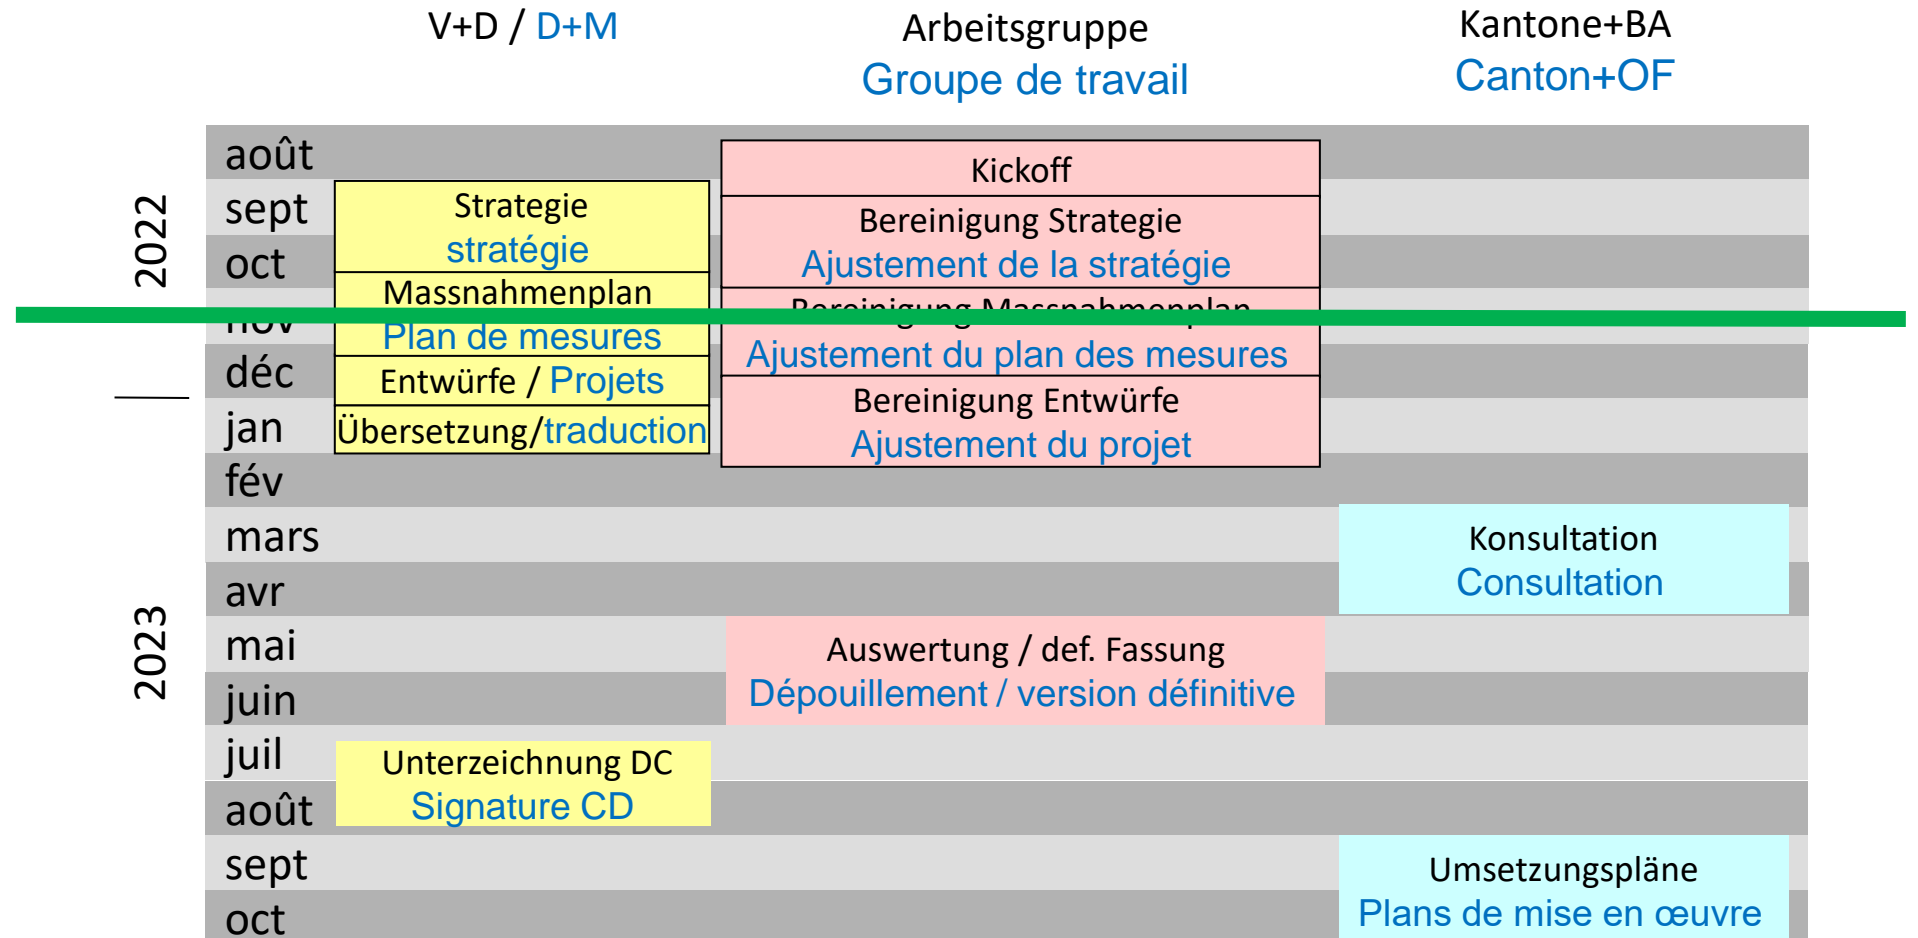 V+D / D+M
Arbeitsgruppe
Groupe de travail
Kantone+BA
Canton+OF
2022
2023
août
sept
oct
nov
déc
jan
fév
mars
avr
mai
juin
juil
août
sept
oct
Strategie
stratégie
Massnahmenplan
Plan de mesures
Entwürfe / Projets
Übersetzung/traduction
Unterzeichnung DC
Signature CD
Kickoff
Bereinigung Strategie
Ajustement de la stratégie
Bereinigung Massnahmenplan
Ajustement du plan des mesures
Bereinigung Entwürfe
Ajustement du projet
Auswertung / def. Fassung
Dépouillement / version définitive
Konsultation
Consultation
Umsetzungspläne
Plans de mise en œuvre